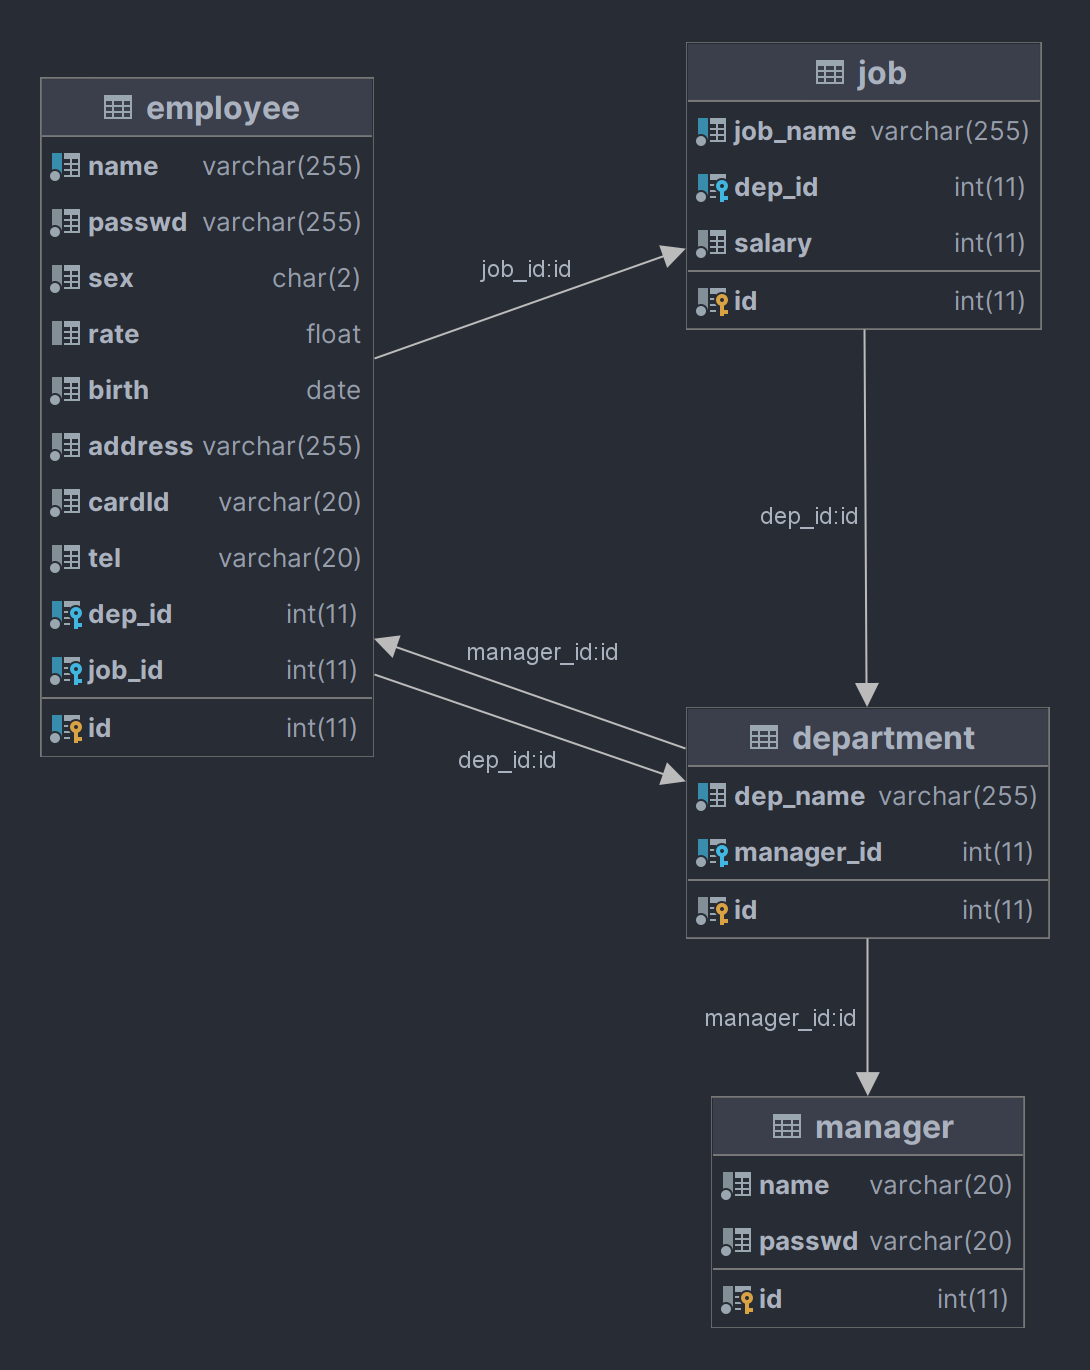 employee
name varchar(255)
passwd varchar(255)
sex char(2)
rate float
birth date
address varchar(255)
cardId varchar(20)
tel varchar(20)
dep_id int(11)
job_id int(11)
id int(11)
job_id:id
job
job_name varchar(255)
dep_id int(11)
salary int(11)
id int(11)
dep_id:id
manager_id:id
dep_id:id
department
dep_name varchar(255)
manager_id int(11)
id int(11)
manager_id:id
manager
name varchar(20)
passwd varchar(20)
id int(11)